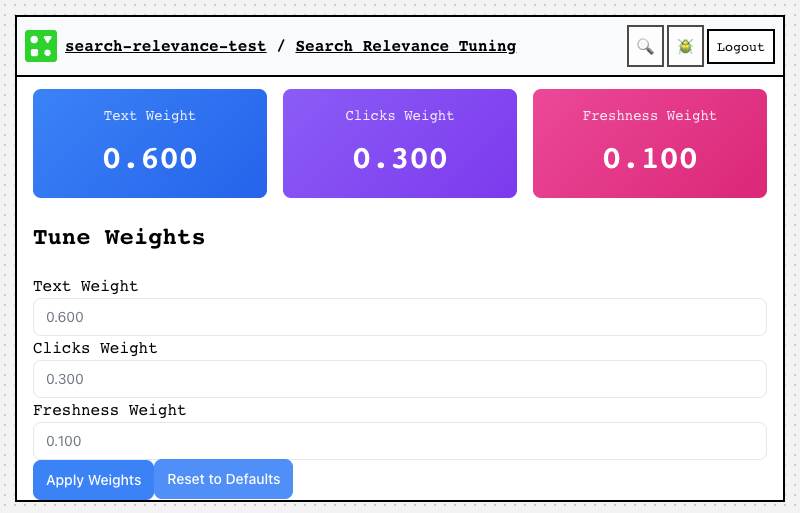 search-relevance-test / Search Relevance Tuning
Logout
Text Weight
0.600
Clicks Weight
0.300
Freshness Weight
0.100
Tune Weights
Text Weight
0.600
Clicks Weight
0.300
Freshness Weight
0.100
Apply Weights
Reset to Defaults